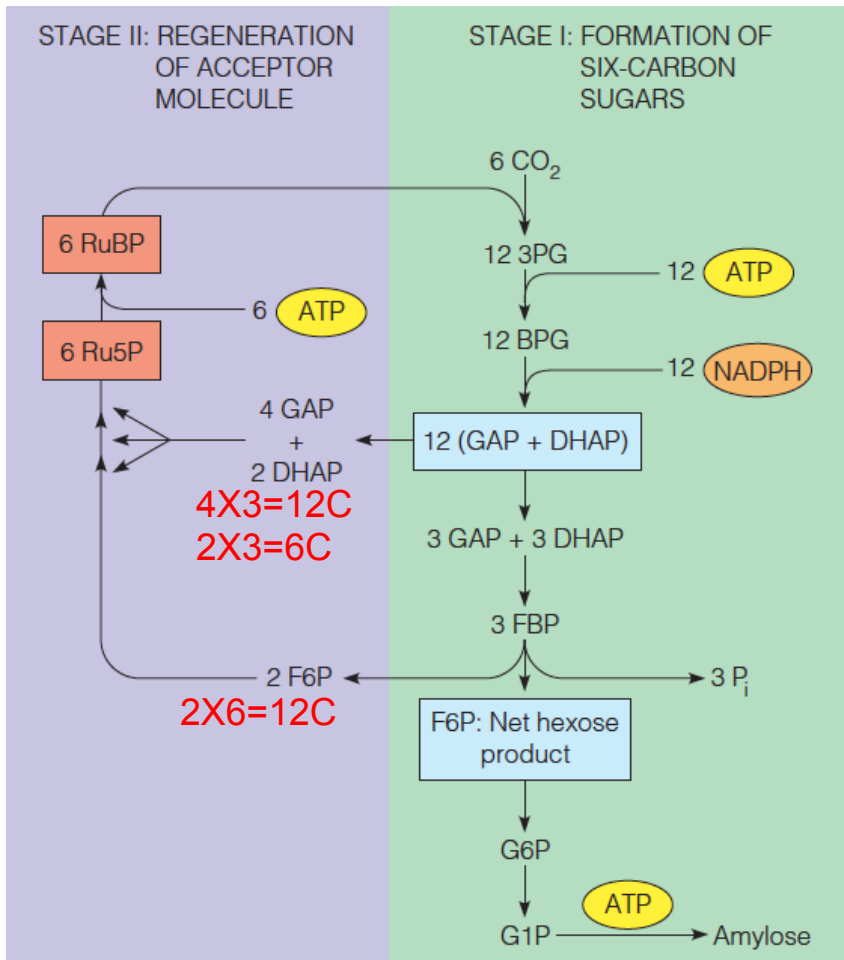 STAGE II: REGENERATION
OF ACCEPTOR
MOLECULE
STAGE I: FORMATION OF
SIX-CARBON
SUGARS
6 CO₂
6 RuBP
12 3PG
12 ATP
6 ATP
12 BPG
6 Ru5P
12 NADPH
4 GAP
+
2 DHAP
12 (GAP + DHAP)
4X3=12C
2X3=6C
3 GAP + 3 DHAP
3 FBP
2 F6P
3 Pᵢ
2X6=12C
F6P: Net hexose
product
G6P
ATP
G1P
Amylose